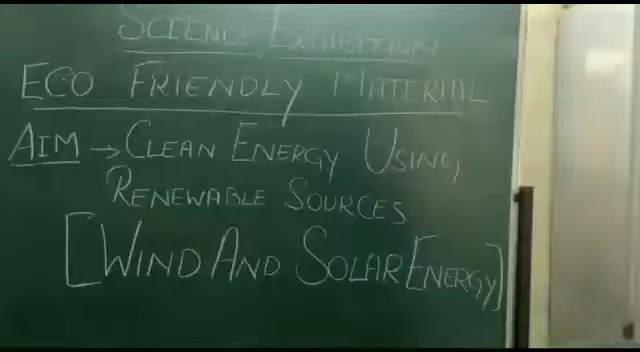 SCIENCE EXHIBITION
ECO FRIENDLY MATERIAL
AIM → CLEAN ENERGY USING,
RENEWABLE SOURCES
[WIND AND SOLAR ENERGY]